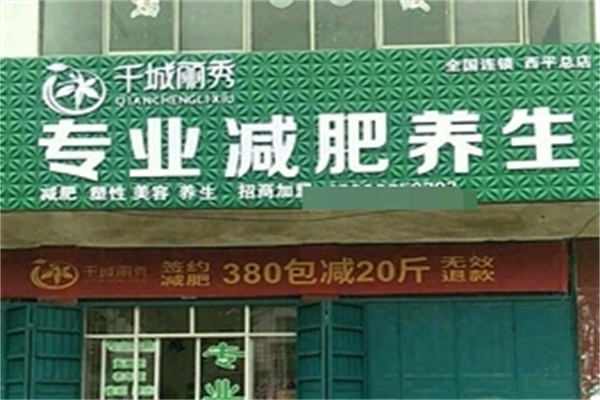 千城丽秀
QIANCHENGLIXIU
全国连锁 西平总店
专业减肥养生
减肥 塑性 美容 养生 招商加盟
千城丽秀
签约减肥
380包减20斤
无效退款
专业